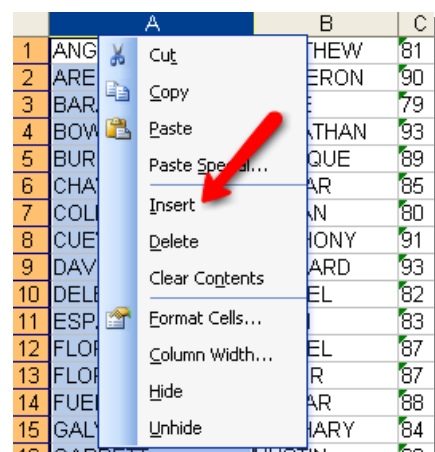 A B C
1 ANG THEW 81
2 ARE ERON 90
3 BAR 79
4 BOW ATHAN 93
5 BUR QUE 89
6 CHA AR 85
7 COL AN 80
8 CUE HONY 91
9 DAV ARD 93
10 DEL EL 82
11 ESP 83
12 FLO EL 87
13 FLO R 87
14 FUE AR 88
15 GAL HARY 84
Cut
Copy
Paste
Paste Special...
Insert
Delete
Clear Contents
Format Cells...
Column Width...
Hide
Unhide